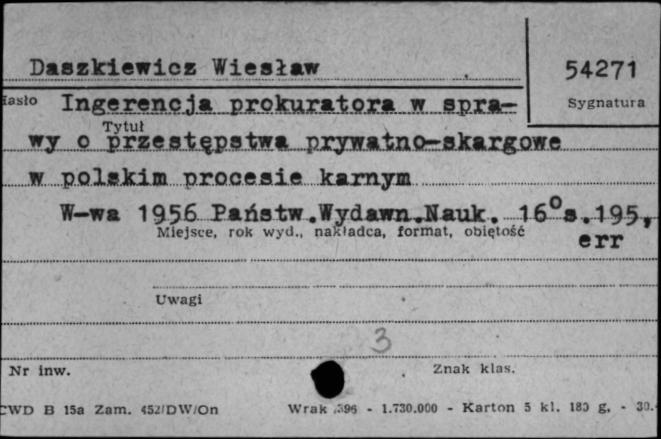 Daszkiewicz Wiesław
54271
Sygnatura
Hasło Ingerencja prokuratora w spra-
Tytuł
wy o przestępstwa prywatno-skargowe
w polskim procesie karnym
W-wa 1956 Państw.Wydawn.Nauk. 16° s.195,
Miejsce, rok wyd., nakładca, format, objętość
err
Uwagi
3
Nr inw.
Znak klas.
CWD B 15a Zam. 452/DW/On Wrak 396 - 1.730.000 - Karton 5 kl. 180 g. - 30.